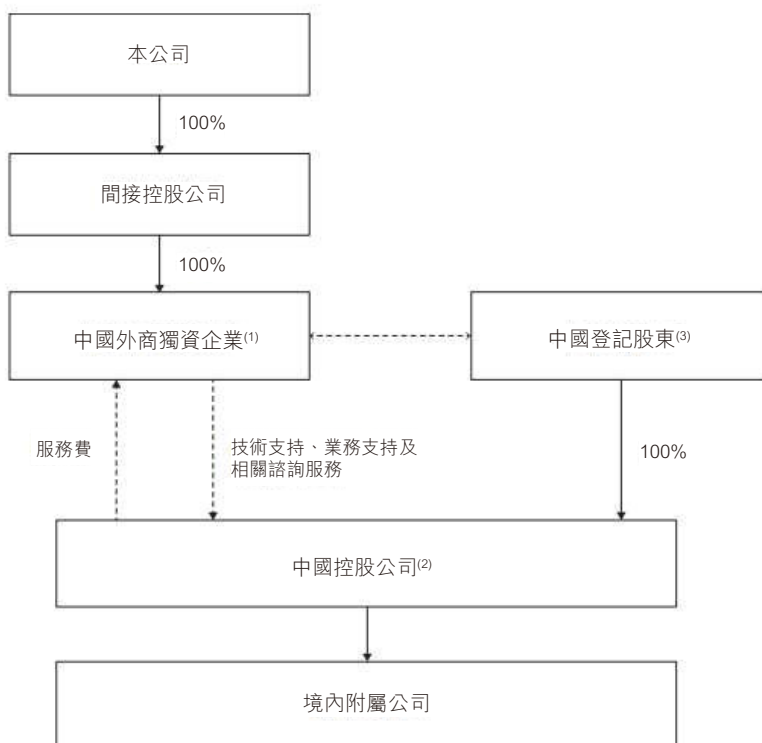 本公司
100%
間接控股公司
100%
中國外商獨資企業(1)
中國登記股東(3)
服務費
技術支持、業務支持及
相關諮詢服務
100%
中國控股公司(2)
境內附屬公司